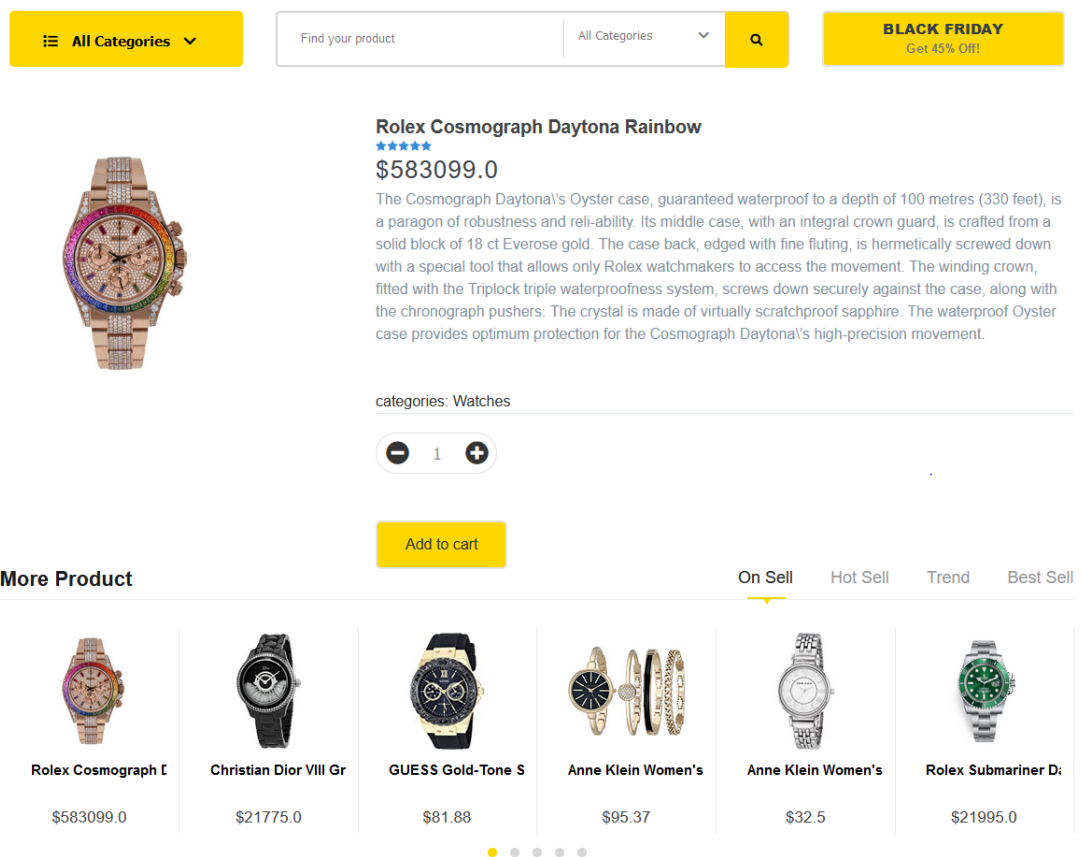 All Categories
Find your product
All Categories
BLACK FRIDAY
Get 45% Off!
Rolex Cosmograph Daytona Rainbow
$583099.0
The Cosmograph Daytona\'s Oyster case, guaranteed waterproof to a depth of 100 metres (330 feet), is
a paragon of robustness and reli-ability. Its middle case, with an integral crown guard, is crafted from a
solid block of 18 ct Everose gold. The case back, edged with fine fluting, is hermetically screwed down
with a special tool that allows only Rolex watchmakers to access the movement. The winding crown,
fitted with the Triplock triple waterproofness system, screws down securely against the case, along with
the chronograph pushers. The crystal is made of virtually scratchproof sapphire. The waterproof Oyster
case provides optimum protection for the Cosmograph Daytona\'s high-precision movement.
categories: Watches
1
Add to cart
More Product
On Sell Hot Sell Trend Best Sell
Rolex Cosmograph D
Christian Dior VIII Gr
GUESS Gold-Tone S
Anne Klein Women's
Anne Klein Women's
Rolex Submariner Da
$583099.0
$21775.0
$81.88
$95.37
$32.5
$21995.0